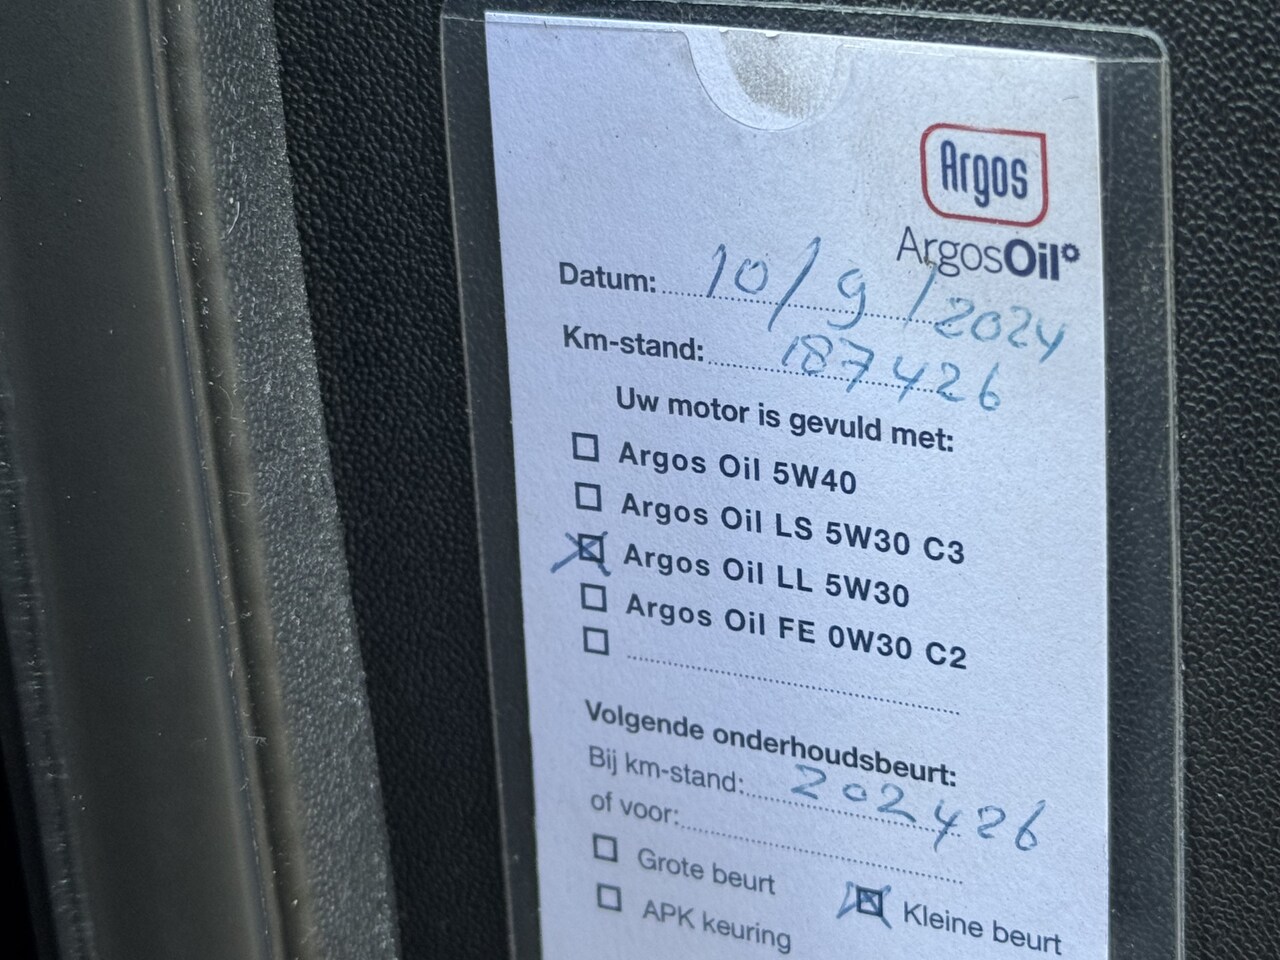 Argos
ArgosOil
Datum: 10/9/2024
Km-stand: 187426
Uw motor is gevuld met:
Argos Oil 5W40
Argos Oil LS 5W30 C3
Argos Oil LL 5W30
Argos Oil FE 0W30 C2
Volgende onderhoudsbeurt:
Bij km-stand: 202426
of voor:
Grote beurt Kleine beurt
APK keuring